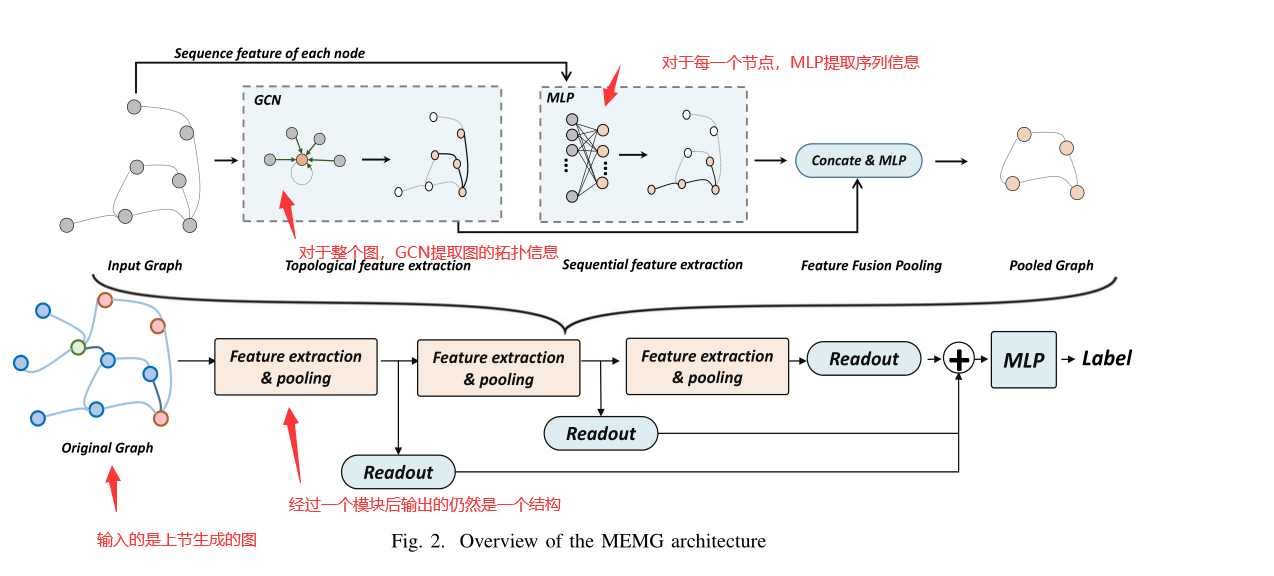 Sequence feature of each node
对于每一个节点，MLP提取序列信息
GCN
MLP
Concate & MLP
对于整个图，GCN提取图的拓扑信息
Input Graph
Topological feature extraction
Sequential feature extraction
Feature Fusion Pooling
Pooled Graph
Feature extraction
& pooling
Feature extraction
& pooling
Feature extraction
& pooling
Readout
+
MLP
Label
Readout
Original Graph
Readout
经过一个模块后输出的仍然是一个结构
输入的是上节生成的图
Fig. 2. Overview of the MEMG architecture